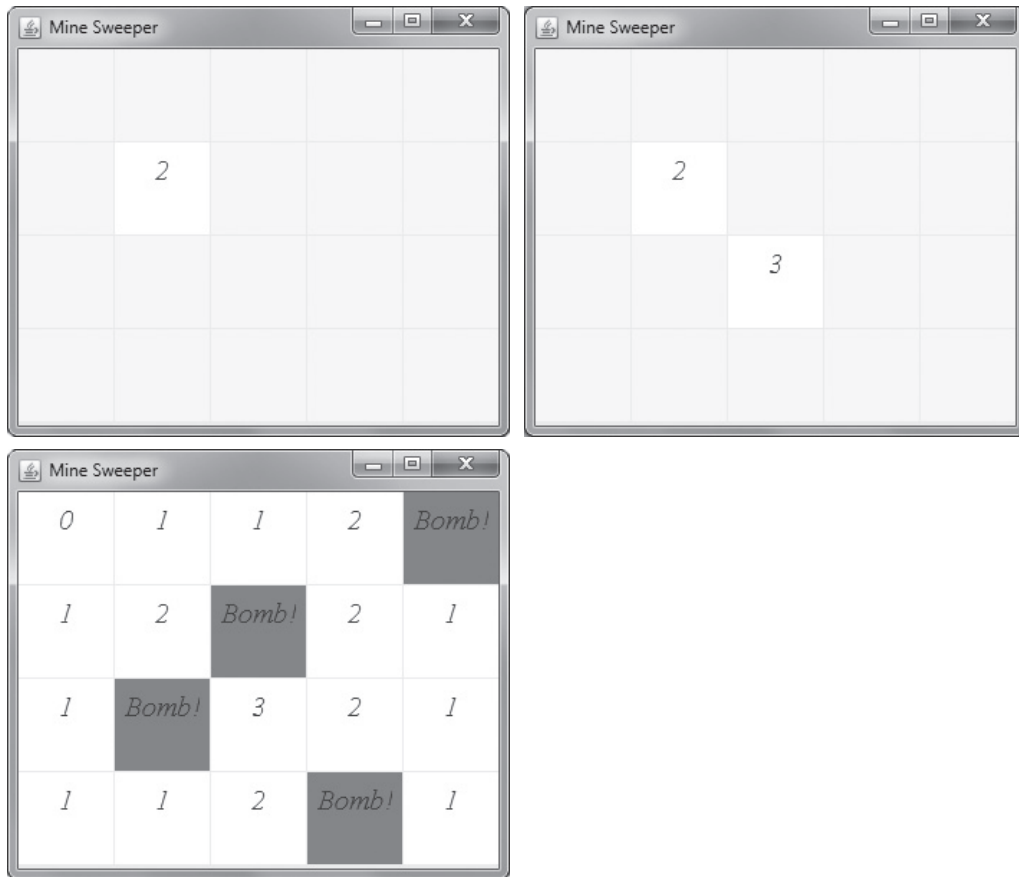 Mine Sweeper
2
Mine Sweeper
2
3
Mine Sweeper
0 1 1 2 Bomb!
1 2 Bomb! 2 1
1 Bomb! 3 2 1
1 1 2 Bomb! 1